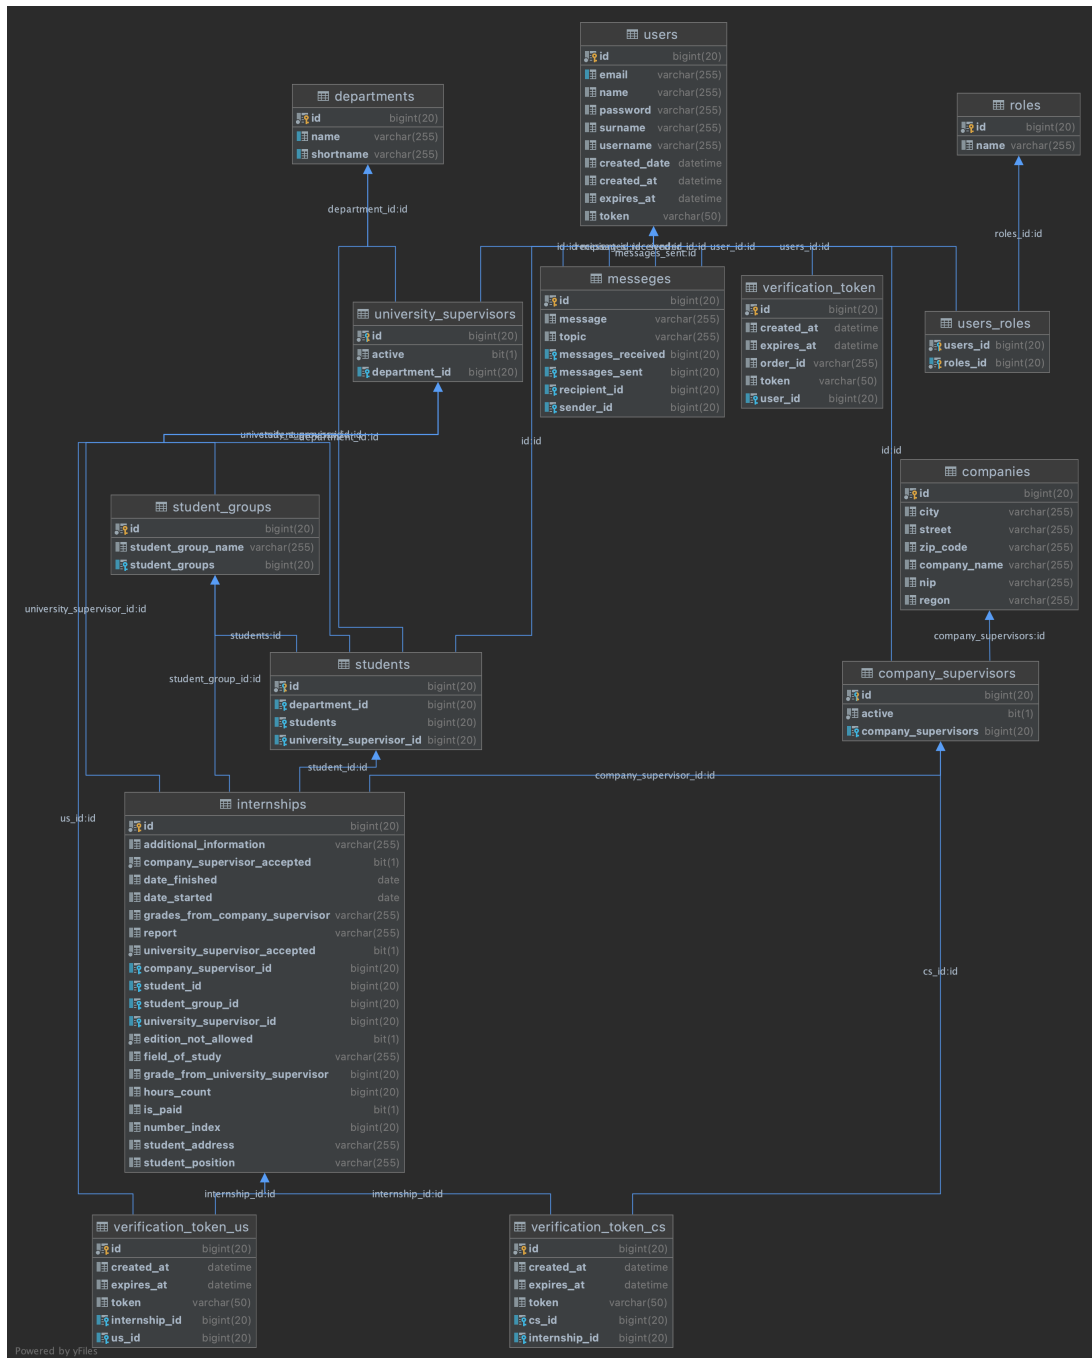 users
id bigint(20)
email varchar(255)
name varchar(255)
password varchar(255)
surname varchar(255)
username varchar(255)
created_date datetime
created_at datetime
expires_at datetime
token varchar(50)
departments
id bigint(20)
name varchar(255)
shortname varchar(255)
roles
id bigint(20)
name varchar(255)
department_id:id
roles_id:id
id:id
user_id:id
users_id:id
messages_sent:id
messeges
id bigint(20)
message varchar(255)
topic varchar(255)
messages_received bigint(20)
messages_sent bigint(20)
recipient_id bigint(20)
sender_id bigint(20)
verification_token
id bigint(20)
created_at datetime
expires_at datetime
order_id varchar(255)
token varchar(50)
user_id bigint(20)
university_supervisors
id bigint(20)
active bit(1)
department_id bigint(20)
users_roles
users_id bigint(20)
roles_id bigint(20)
department_id:id
id:id
id:id
companies
id bigint(20)
city varchar(255)
street varchar(255)
zip_code varchar(255)
company_name varchar(255)
nip varchar(255)
regon varchar(255)
student_groups
id bigint(20)
student_group_name varchar(255)
student_groups bigint(20)
university_supervisor_id:id
students:id
company_supervisors:id
student_group_id:id
students
id bigint(20)
department_id bigint(20)
students bigint(20)
university_supervisor_id bigint(20)
company_supervisors
id bigint(20)
active bit(1)
company_supervisors bigint(20)
student_id:id
company_supervisor_id:id
us_id:id
internships
id bigint(20)
additional_information varchar(255)
company_supervisor_accepted bit(1)
date_finished date
date_started date
grades_from_company_supervisor varchar(255)
report varchar(255)
university_supervisor_accepted bit(1)
company_supervisor_id bigint(20)
student_id bigint(20)
student_group_id bigint(20)
university_supervisor_id bigint(20)
edition_not_allowed bit(1)
field_of_study varchar(255)
grade_from_university_supervisor bigint(20)
hours_count bigint(20)
is_paid bit(1)
number_index bigint(20)
student_address varchar(255)
student_position varchar(255)
cs_id:id
internship_id:id
internship_id:id
verification_token_us
id bigint(20)
created_at datetime
expires_at datetime
token varchar(50)
internship_id bigint(20)
us_id bigint(20)
verification_token_cs
id bigint(20)
created_at datetime
expires_at datetime
token varchar(50)
cs_id bigint(20)
internship_id bigint(20)
Powered by yFiles